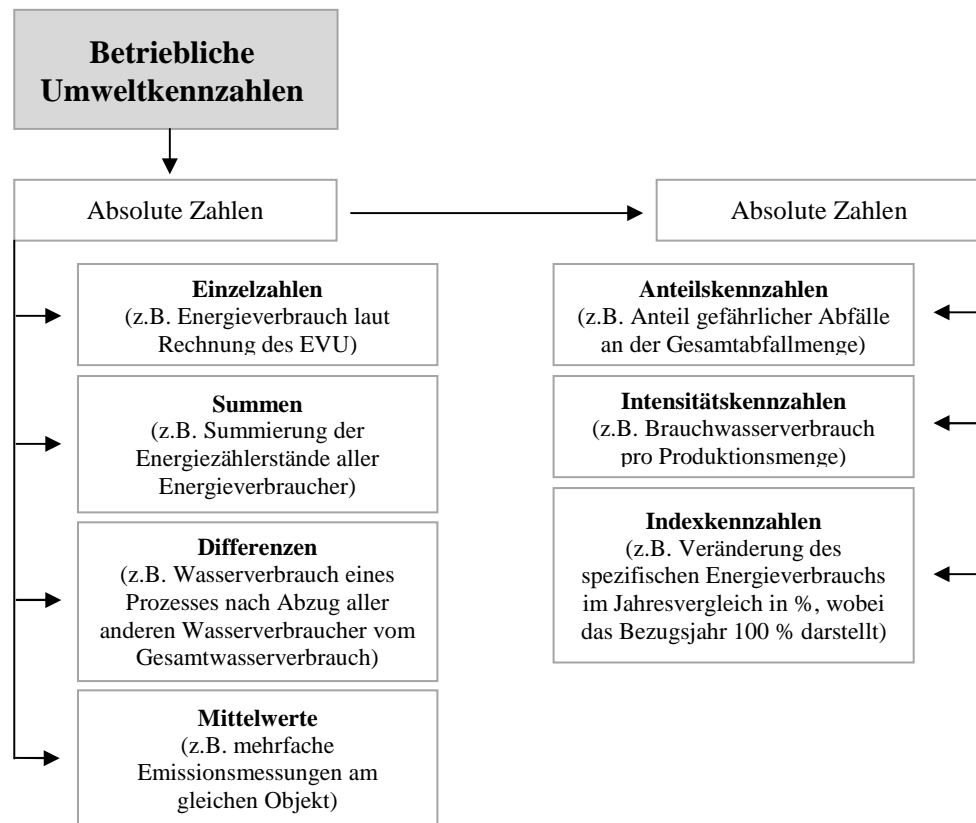 Betriebliche
Umweltkennzahlen
Absolute Zahlen
Absolute Zahlen
Einzelzahlen
(z.B. Energieverbrauch laut
Rechnung des EVU)
Summen
(z.B. Summierung der
Energiezählerstände aller
Energieverbraucher)
Differenzen
(z.B. Wasserverbrauch eines
Prozesses nach Abzug aller
anderen Wasserverbraucher vom
Gesamtwasserverbrauch)
Mittelwerte
(z.B. mehrfache
Emissionsmessungen am
gleichen Objekt)
Anteilskennzahlen
(z.B. Anteil gefährlicher Abfälle
an der Gesamtabfallmenge)
Intensitätskennzahlen
(z.B. Brauchwasserverbrauch
pro Produktionsmenge)
Indexkennzahlen
(z.B. Veränderung des
spezifischen Energieverbrauchs
im Jahresvergleich in %, wobei
das Bezugsjahr 100 % darstellt)